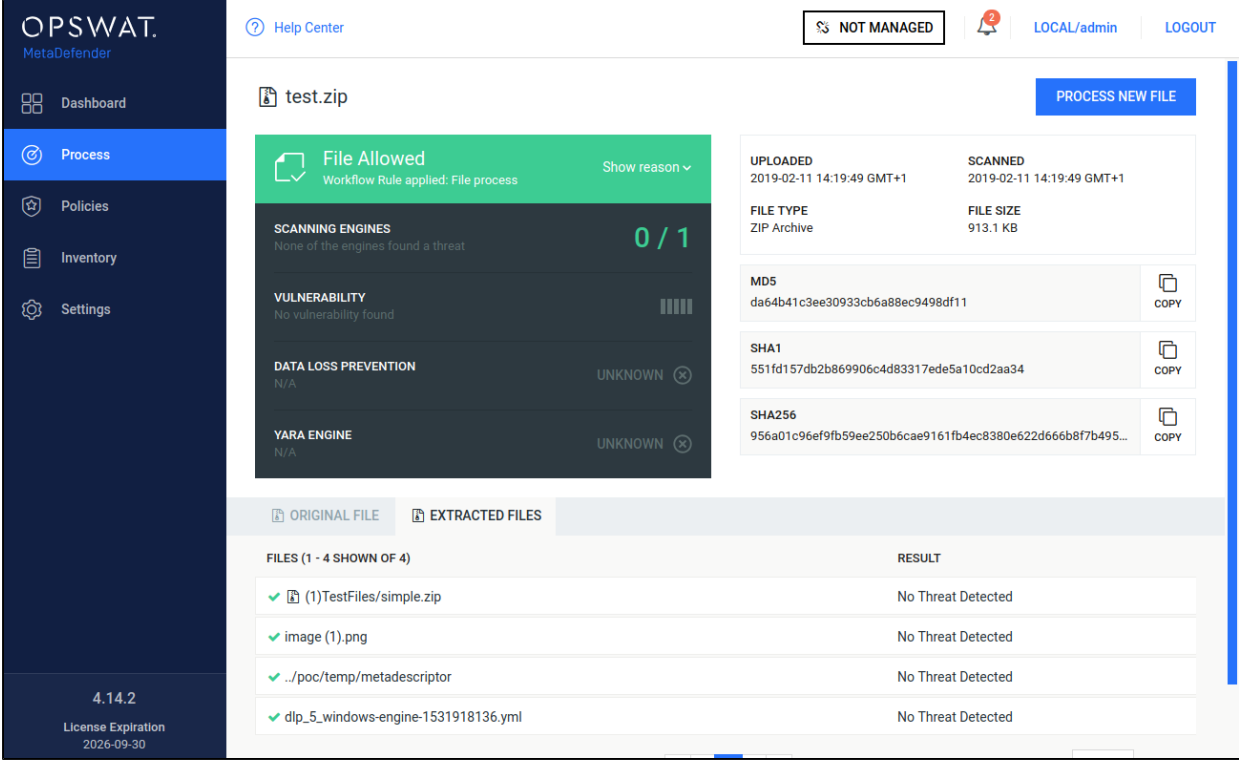 OPSWAT.
MetaDefender
Help Center
NOT MANAGED
2
LOCAL/admin
LOGOUT
Dashboard
Process
Policies
Inventory
Settings
4.14.2
License Expiration
2026-09-30
test.zip
PROCESS NEW FILE
File Allowed
Workflow Rule applied: File process
Show reason
SCANNING ENGINES
None of the engines found a threat
0 / 1
VULNERABILITY
No vulnerability found
DATA LOSS PREVENTION
N/A
UNKNOWN
YARA ENGINE
N/A
UNKNOWN
UPLOADED
2019-02-11 14:19:49 GMT+1
SCANNED
2019-02-11 14:19:49 GMT+1
FILE TYPE
ZIP Archive
FILE SIZE
913.1 KB
MD5
da64b41c3ee30933cb6a88ec9498df11
COPY
SHA1
551fd157db2b869906c4d83317ede5a10cd2aa34
COPY
SHA256
956a01c96ef9fb59ee250b6cae9161fb4ec8380e622d666b8f7b495...
COPY
ORIGINAL FILE
EXTRACTED FILES
FILES (1 - 4 SHOWN OF 4)
RESULT
(1)TestFiles/simple.zip
No Threat Detected
image (1).png
No Threat Detected
../poc/temp/metadescriptor
No Threat Detected
dlp_5_windows-engine-1531918136.yml
No Threat Detected